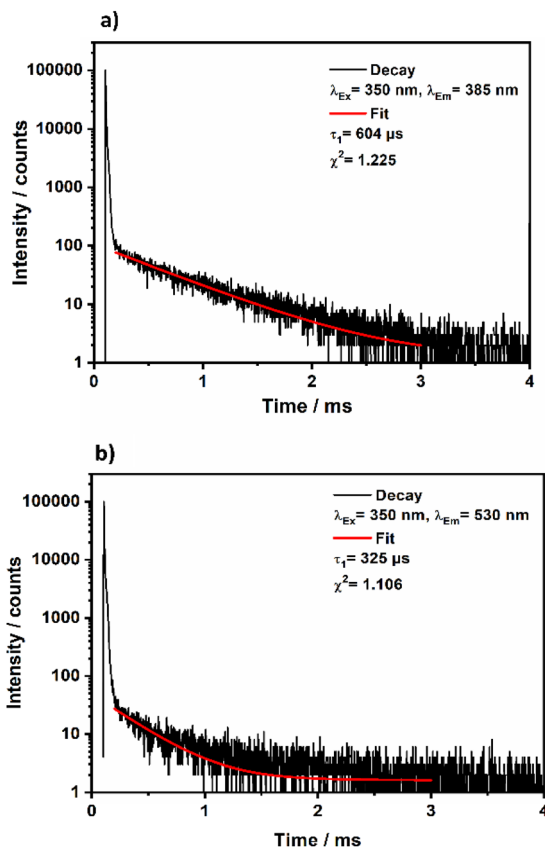 a)
100000
10000
1000
100
10
1
Intensity / counts
Decay
λEx= 350 nm, λEm= 385 nm
Fit
τ1= 604 µs
χ²= 1.225
0 1 2 3 4
Time / ms
b)
100000
10000
1000
100
10
1
Intensity / counts
Decay
λEx= 350 nm, λEm= 530 nm
Fit
τ1= 325 µs
χ²= 1.106
0 1 2 3 4
Time / ms